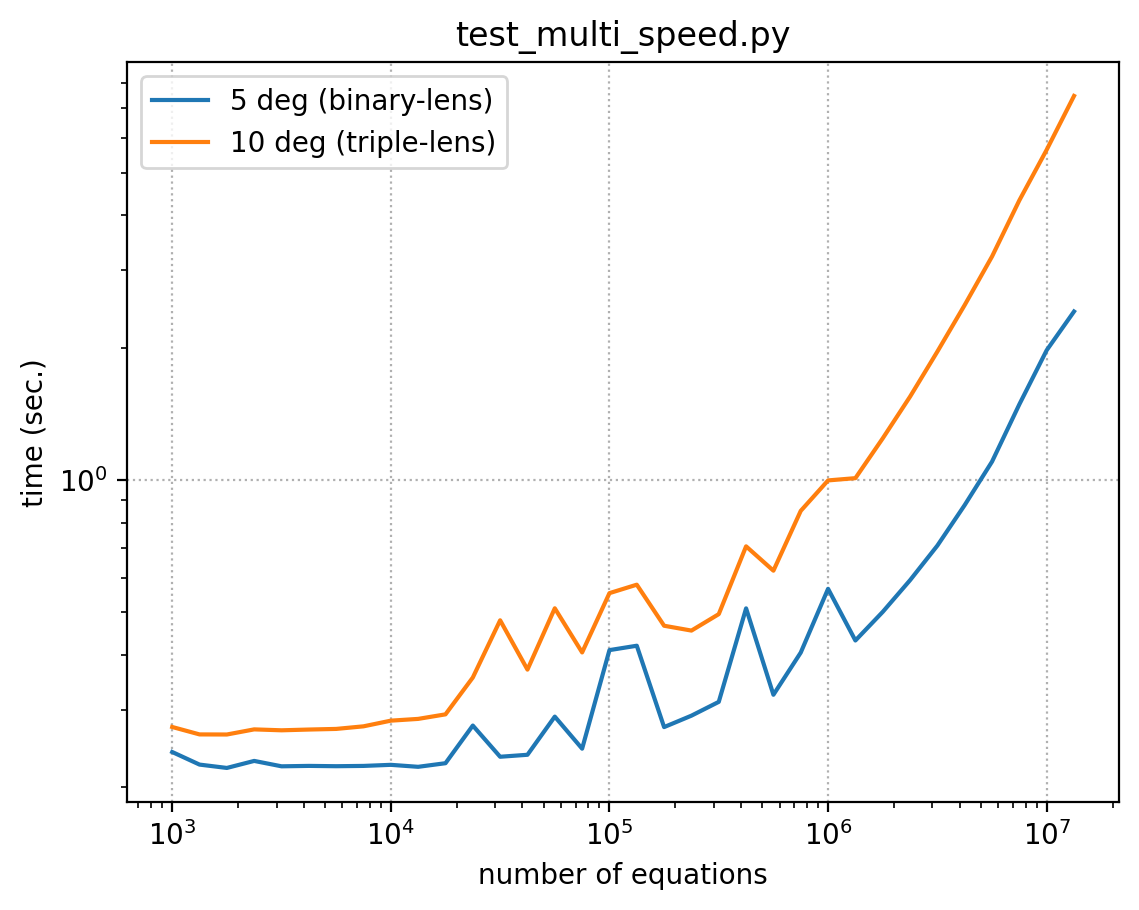 test_multi_speed.py
5 deg (binary-lens)
10 deg (triple-lens)
time (sec.)
10⁰
10³ 10⁴ 10⁵ 10⁶ 10⁷
number of equations